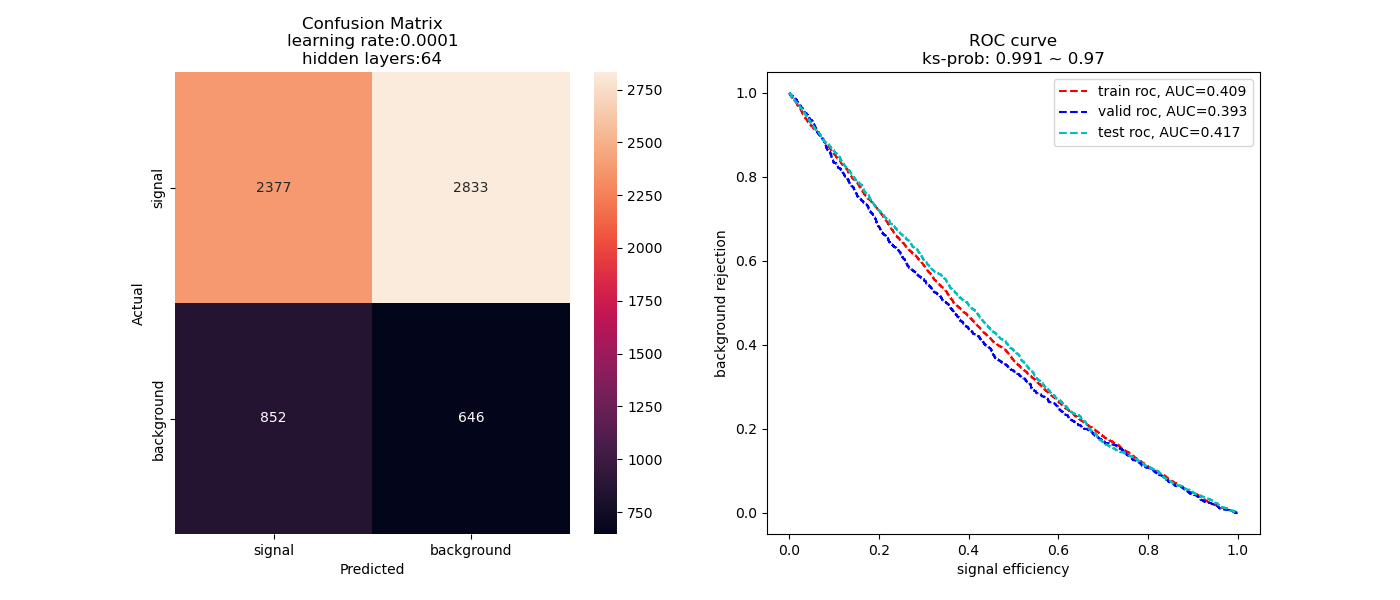 Confusion Matrix
learning rate:0.0001
hidden layers:64
signal
background
Actual
2377
2833
852
646
signal
background
Predicted
2750
2500
2250
2000
1750
1500
1250
1000
750
ROC curve
ks-prob: 0.991 ~ 0.97
train roc, AUC=0.409
valid roc, AUC=0.393
test roc, AUC=0.417
background rejection
1.0
0.8
0.6
0.4
0.2
0.0
0.0
0.2
0.4
0.6
0.8
1.0
signal efficiency